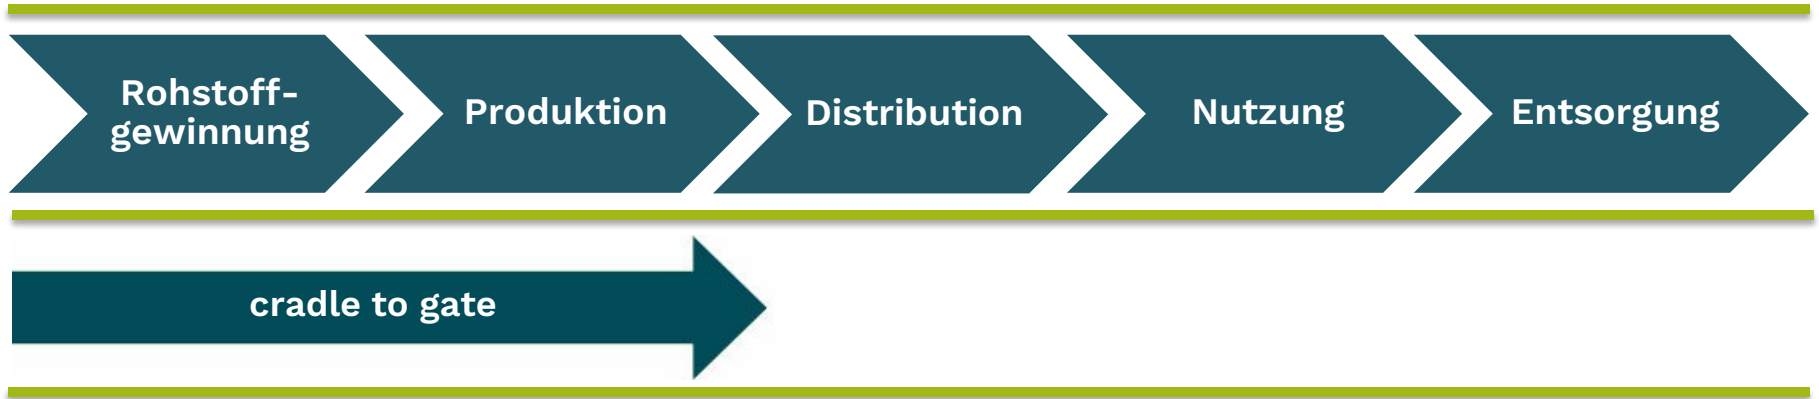 Rohstoff-
gewinnung
Produktion
Distribution
Nutzung
Entsorgung
cradle to gate